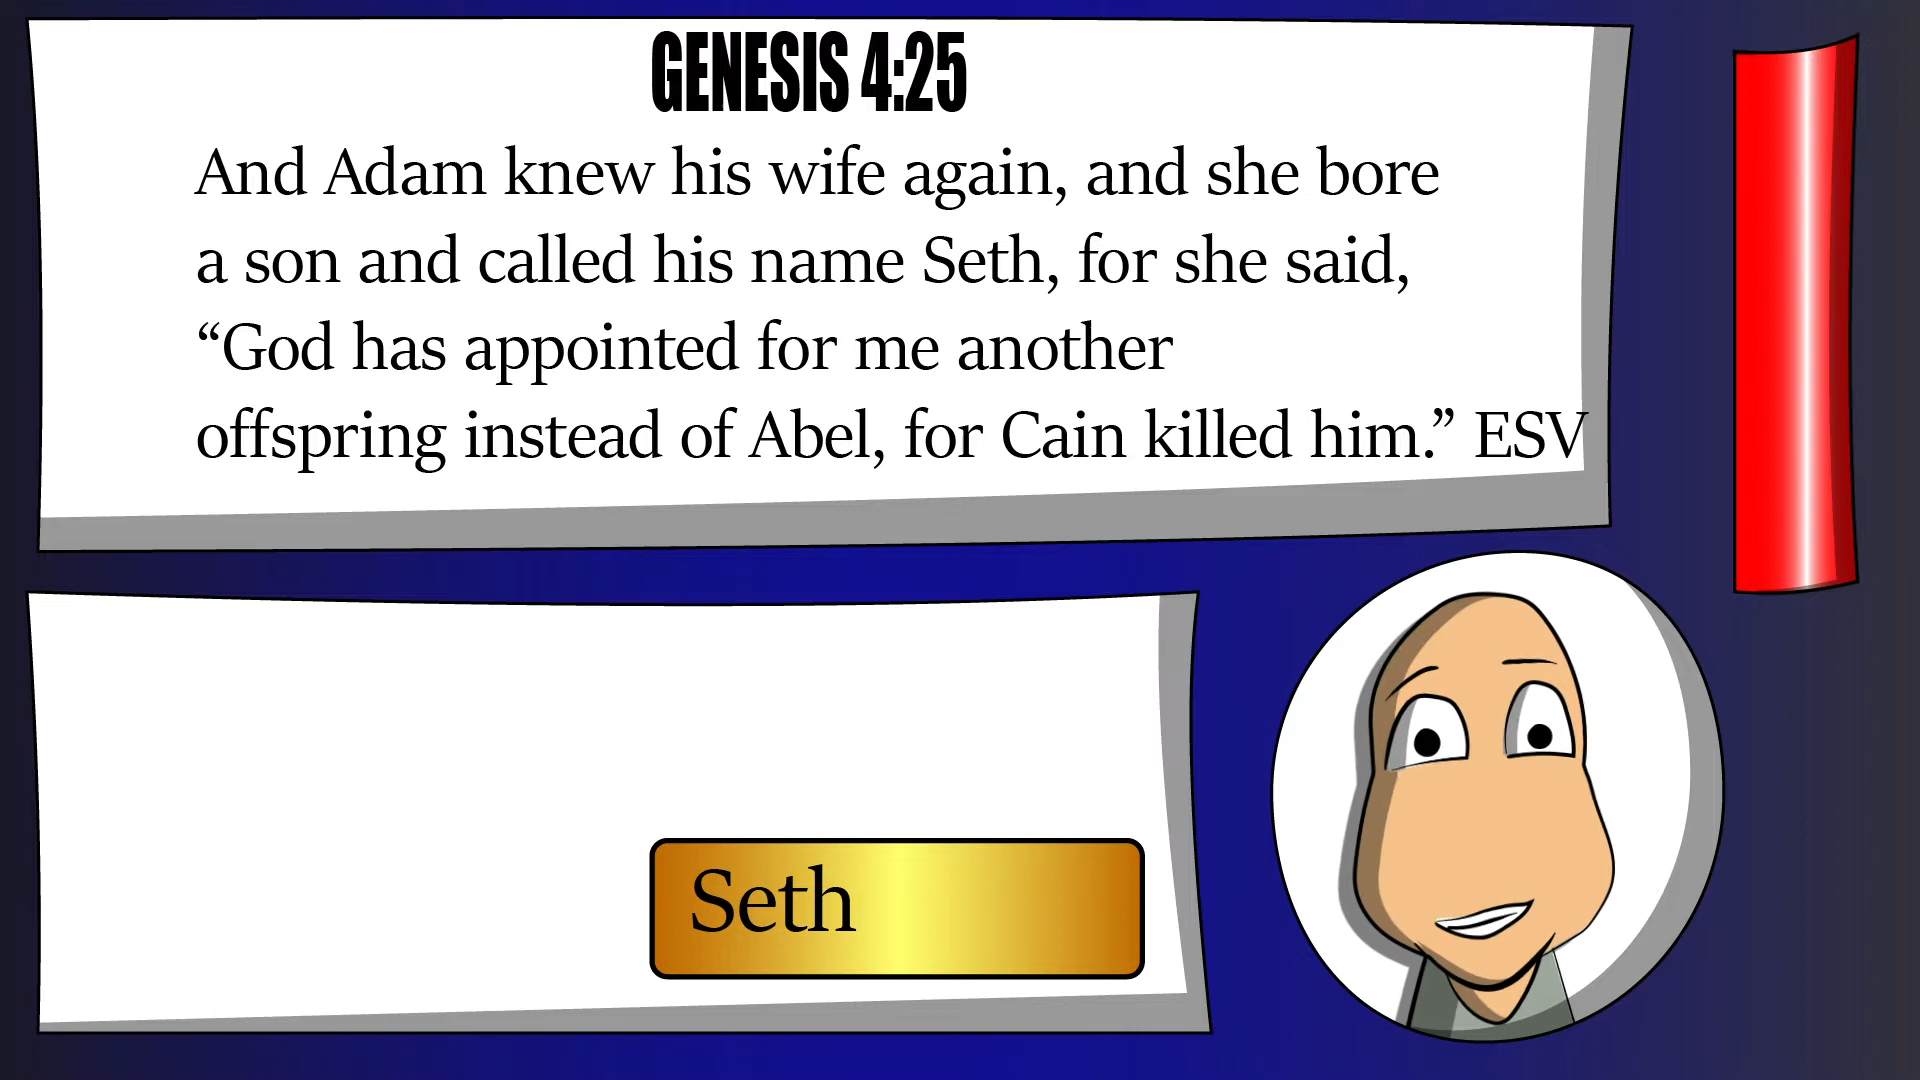 GENESIS 4:25
And Adam knew his wife again, and she bore
a son and called his name Seth, for she said,
“God has appointed for me another
offspring instead of Abel, for Cain killed him.” ESV
Seth